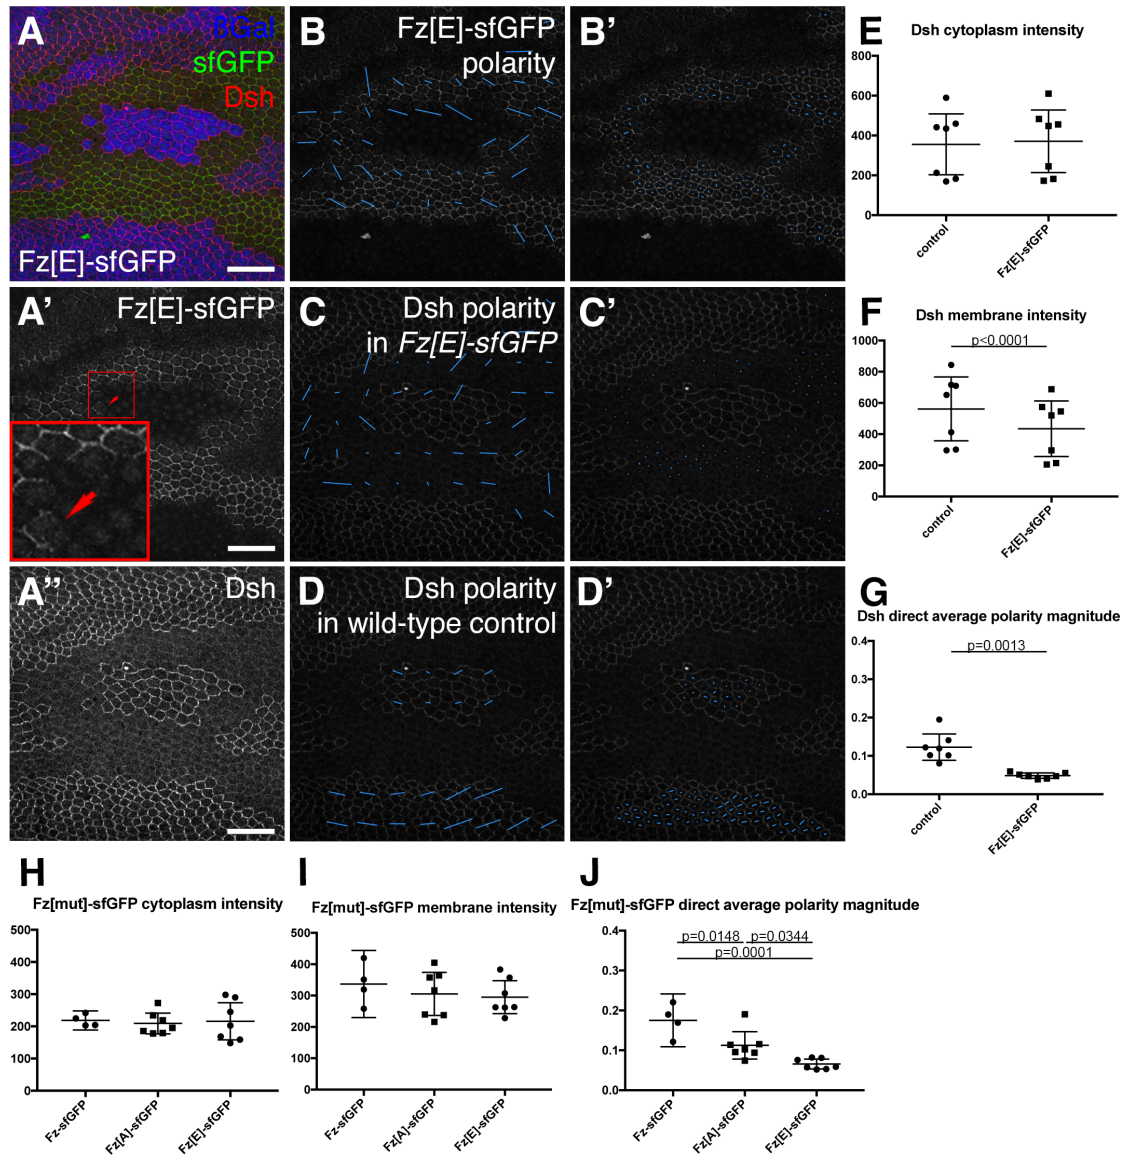 A
βGal
sfGFP
Dsh
Fz[E]-sfGFP
B
Fz[E]-sfGFP
polarity
B’
E
Dsh cytoplasm intensity
800
600
400
200
0
control
Fz[E]-sfGFP
A’
Fz[E]-sfGFP
C
Dsh polarity
in Fz[E]-sfGFP
C’
F
Dsh membrane intensity
p<0.0001
1000
800
600
400
200
0
control
Fz[E]-sfGFP
A”
Dsh
D
Dsh polarity
in wild-type control
D’
G
Dsh direct average polarity magnitude
p=0.0013
0.4
0.3
0.2
0.1
0.0
control
Fz[E]-sfGFP
H
Fz[mut]-sfGFP cytoplasm intensity
500
400
300
200
100
0
Fz-sfGFP
Fz[A]-sfGFP
Fz[E]-sfGFP
I
Fz[mut]-sfGFP membrane intensity
500
400
300
200
100
0
Fz-sfGFP
Fz[A]-sfGFP
Fz[E]-sfGFP
J
Fz[mut]-sfGFP direct average polarity magnitude
p=0.0148 p=0.0344
p=0.0001
0.4
0.3
0.2
0.1
0.0
Fz-sfGFP
Fz[A]-sfGFP
Fz[E]-sfGFP